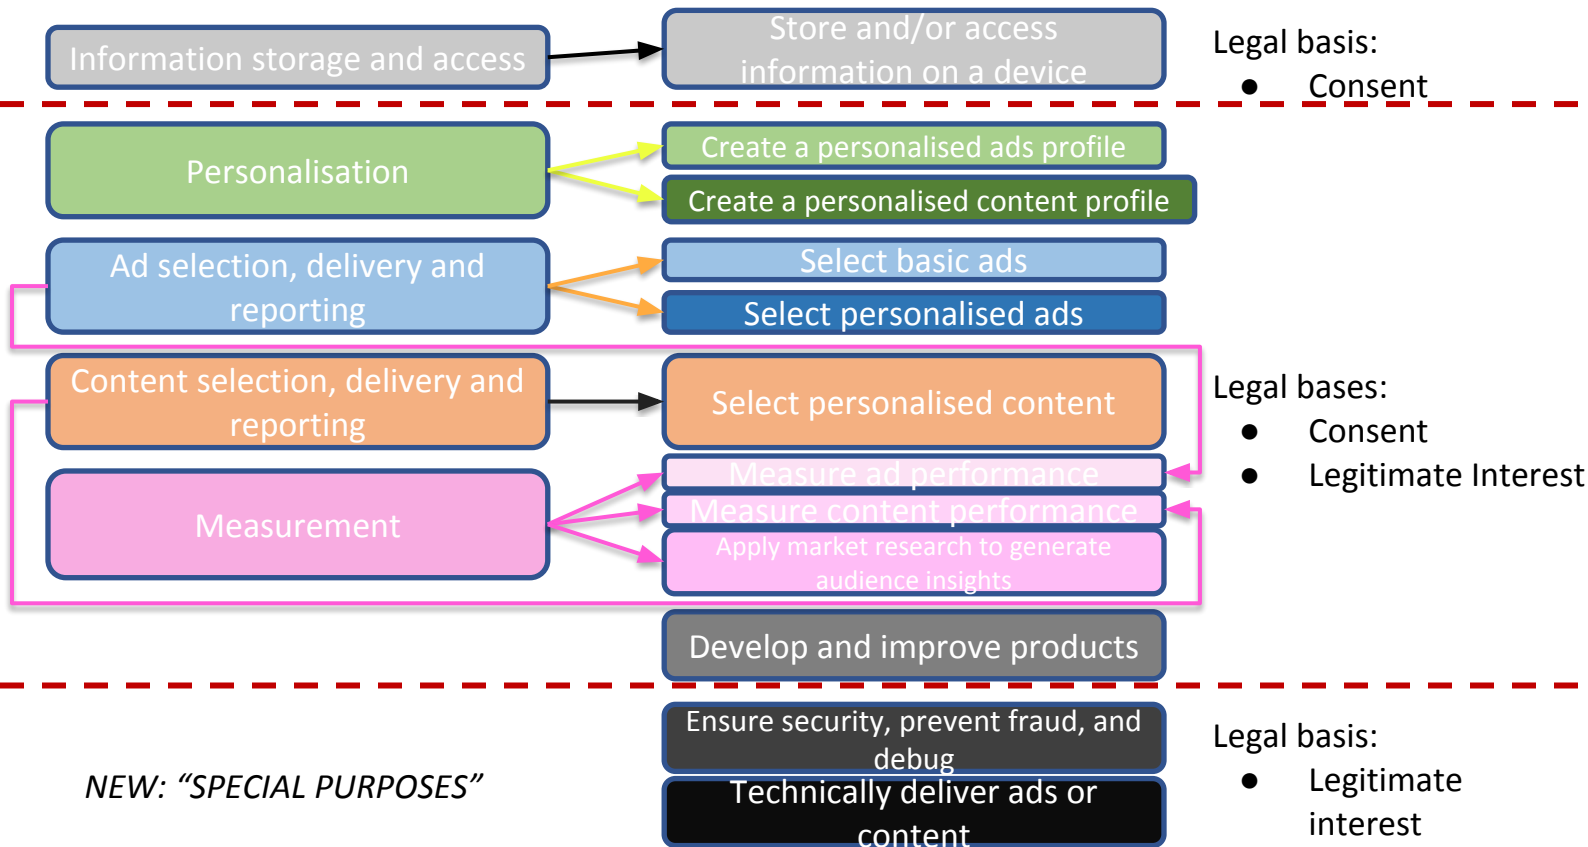 Information storage and access
Store and/or access
information on a device
Legal basis:
● Consent
Personalisation
Create a personalised ads profile
Create a personalised content profile
Ad selection, delivery and
reporting
Select basic ads
Select personalised ads
Content selection, delivery and
reporting
Select personalised content
Legal bases:
● Consent
● Legitimate Interest
Measurement
Measure ad performance
Measure content performance
Apply market research to generate
audience insights
Develop and improve products
NEW: “SPECIAL PURPOSES”
Ensure security, prevent fraud, and
debug
Technically deliver ads or
content
Legal basis:
● Legitimate
interest